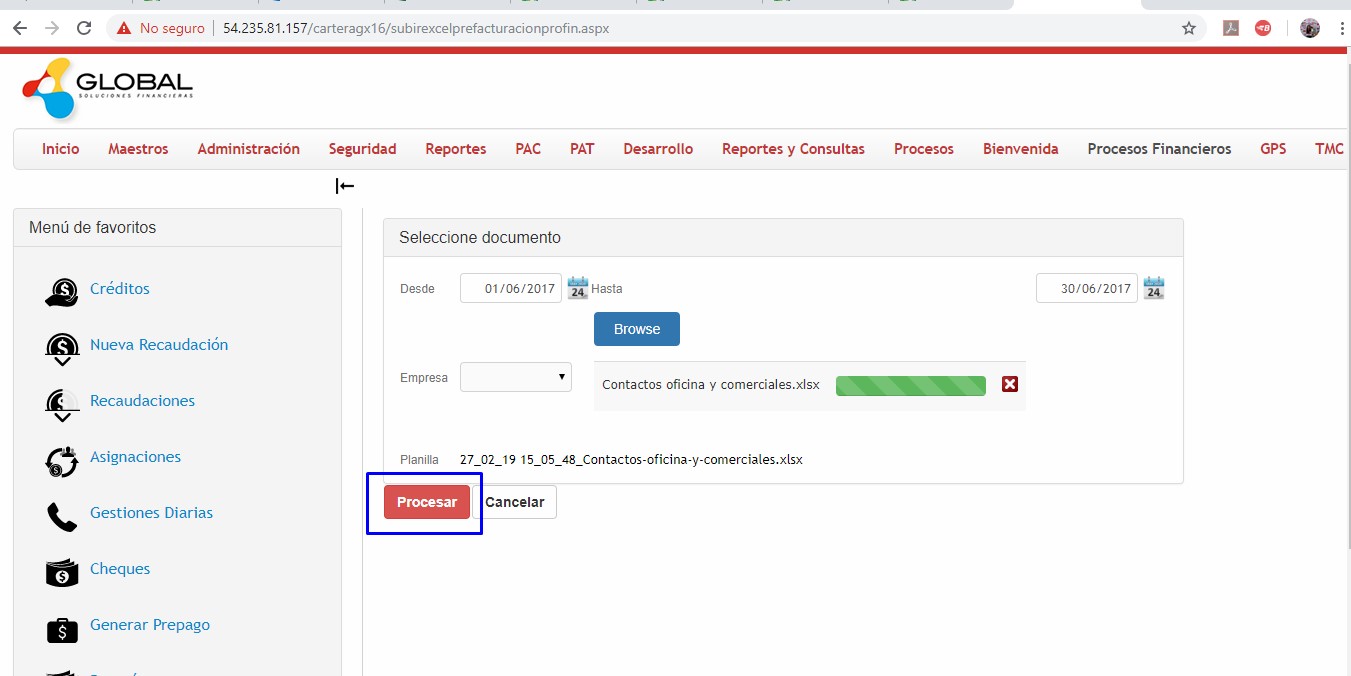 No seguro | 54.235.81.157/carteragx16/subirexcelprefacturacionprofin.aspx
GLOBAL
SOLUCIONES FINANCIERAS
Inicio Maestros Administración Seguridad Reportes PAC PAT Desarrollo Reportes y Consultas Procesos Bienvenida Procesos Financieros GPS TMC
Menú de favoritos
Créditos
Nueva Recaudación
Recaudaciones
Asignaciones
Gestiones Diarias
Cheques
Generar Prepago
Seleccione documento
Desde 01/06/2017 24 Hasta 30/06/2017 24
Browse
Empresa
Contactos oficina y comerciales.xlsx
Planilla 27_02_19 15_05_48_Contactos-oficina-y-comerciales.xlsx
Procesar Cancelar